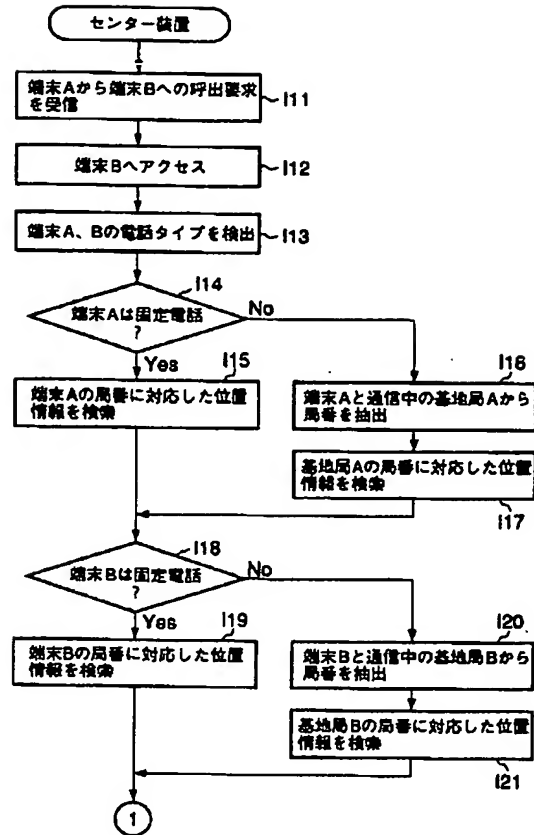 センター装置
端末Aから端末Bへの呼出要求
を受信
I11
端末Bへアクセス
I12
端末A、Bの電話タイプを検出
I13
I14
端末Aは固定電話
?
No
Yes
I15
端末Aの局番に対応した位置
情報を検索
I16
端末Aと通信中の基地局Aから
局番を抽出
基地局Aの局番に対応した位置
情報を検索
I17
I18
端末Bは固定電話
?
No
Yes
I19
端末Bの局番に対応した位置
情報を検索
I20
端末Bと通信中の基地局Bから
局番を抽出
基地局Bの局番に対応した位置
情報を検索
I21
1